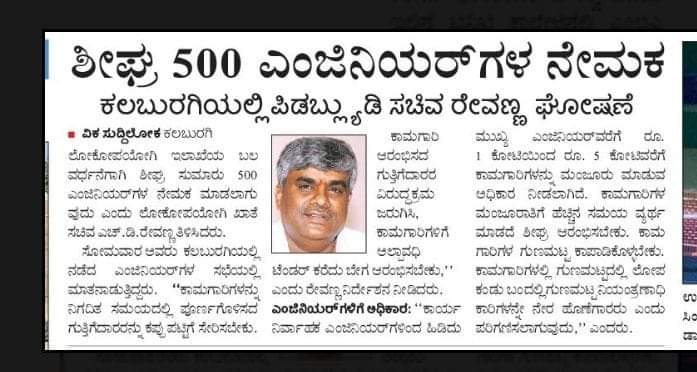 ಶೀಘ್ರ 500 ಎಂಜಿನಿಯರ್‌ಗಳ ನೇಮಕ
ಕಲಬುರಗಿಯಲ್ಲಿ ಪಿಡಬ್ಲ್ಯುಡಿ ಸಚಿವ ರೇವಣ್ಣ ಘೋಷಣೆ
■ ವಿಕ ಸುದ್ದಿಲೋಕ ಕಲಬುರಗಿ
ಲೋಕೋಪಯೋಗಿ ಇಲಾಖೆಯ ಬಲ
ವರ್ಧನೆಗಾಗಿ ಶೀಘ್ರ ಸುಮಾರು 500
ಎಂಜಿನಿಯರ್‌ಗಳ ನೇಮಕ ಮಾಡಲಾಗು
ವುದು ಎಂದು ಲೋಕೋಪಯೋಗಿ ಖಾತೆ
ಸಚಿವ ಎಚ್.ಡಿ.ರೇವಣ್ಣ ತಿಳಿಸಿದರು.
ಸೋಮವಾರ ಅವರು ಕಲಬುರಗಿಯಲ್ಲಿ
ನಡೆದ ಎಂಜಿನಿಯರ್‌ಗಳ ಸಭೆಯಲ್ಲಿ
ಮಾತನಾಡುತ್ತಿದ್ದರು. ‘‘ಕಾಮಗಾರಿಗಳನ್ನು
ನಿಗದಿತ ಸಮಯದಲ್ಲಿ ಪೂರ್ಣಗೊಳಿಸದ
ಗುತ್ತಿಗೆದಾರರನ್ನು ಕಪ್ಪು ಪಟ್ಟಿಗೆ ಸೇರಿಸಬೇಕು.
ಕಾಮಗಾರಿ
ಆರಂಭಿಸದ
ಗುತ್ತಿಗೆದಾರರ
ವಿರುದ್ಧ ಕ್ರಮ
ಜರುಗಿಸಿ,
ಕಾಮಗಾರಿಗಳಿಗೆ
ಅಲ್ಪಾವಧಿ
ಟೆಂಡರ್ ಕರೆದು ಬೇಗ ಆರಂಭಿಸಬೇಕು,’’
ಎಂದು ರೇವಣ್ಣ ನಿರ್ದೇಶನ ನೀಡಿದರು.
ಎಂಜಿನಿಯರ್‌ಗಳಿಗೆ ಅಧಿಕಾರ: ‘‘ಕಾರ್ಯ
ನಿರ್ವಾಹಕ ಎಂಜಿನಿಯರ್‌ಗಳಿಂದ ಹಿಡಿದು
ಮುಖ್ಯ ಎಂಜಿನಿಯರ್‌ವರೆಗೆ ರೂ.
1 ಕೋಟಿಯಿಂದ ರೂ. 5 ಕೋಟಿವರೆಗೆ
ಕಾಮಗಾರಿಗಳನ್ನು ಮಂಜೂರು ಮಾಡುವ
ಅಧಿಕಾರ ನೀಡಲಾಗಿದೆ. ಕಾಮಗಾರಿಗಳ
ಮಂಜೂರಾತಿಗೆ ಹೆಚ್ಚಿನ ಸಮಯ ವ್ಯರ್ಥ
ಮಾಡದೆ ಶೀಘ್ರ ಆರಂಭಿಸಬೇಕು. ಕಾಮ
ಗಾರಿಗಳ ಗುಣಮಟ್ಟ ಕಾಪಾಡಿಕೊಳ್ಳಬೇಕು.
ಕಾಮಗಾರಿಗಳಲ್ಲಿ ಗುಣಮಟ್ಟದಲ್ಲಿ ಲೋಪ
ಕಂಡು ಬಂದಲ್ಲಿ ಗುಣಮಟ್ಟ ನಿಯಂತ್ರಣಾಧಿ
ಕಾರಿಗಳನ್ನೇ ನೇರ ಹೊಣೆಗಾರರು ಎಂದು
ಪರಿಗಣಿಸಲಾಗುವುದು,’’ ಎಂದರು.